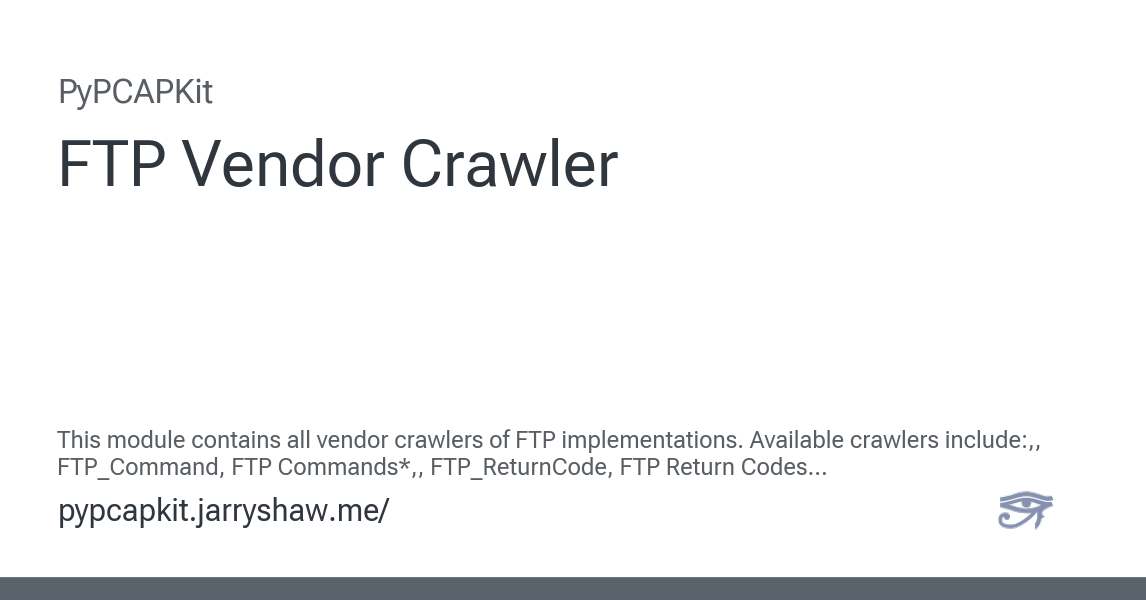 PyPCAPKit
FTP Vendor Crawler
This module contains all vendor crawlers of FTP implementations. Available crawlers include:,,
FTP_Command, FTP Commands*,, FTP_ReturnCode, FTP Return Codes...
pypcapkit.jarryshaw.me/